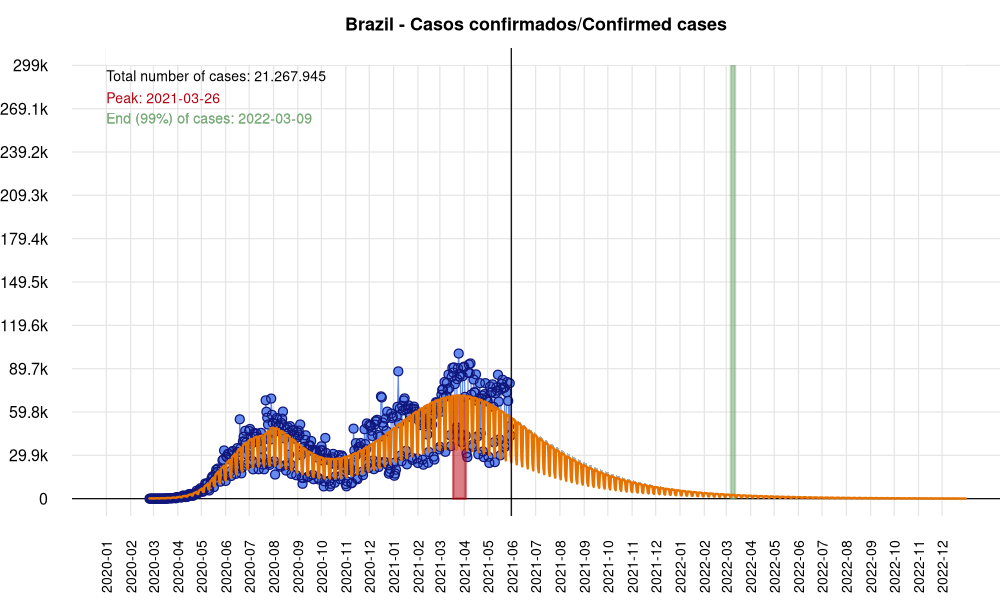 Brazil - Casos confirmados/Confirmed cases
Total number of cases: 21.267.945
Peak: 2021-03-26
End (99%) of cases: 2022-03-09
299k
269.1k
239.2k
209.3k
179.4k
149.5k
119.6k
89.7k
59.8k
29.9k
0
2020-01
2020-02
2020-03
2020-04
2020-05
2020-06
2020-07
2020-08
2020-09
2020-10
2020-11
2020-12
2021-01
2021-02
2021-03
2021-04
2021-05
2021-06
2021-07
2021-08
2021-09
2021-10
2021-11
2021-12
2022-01
2022-02
2022-03
2022-04
2022-05
2022-06
2022-07
2022-08
2022-09
2022-10
2022-11
2022-12